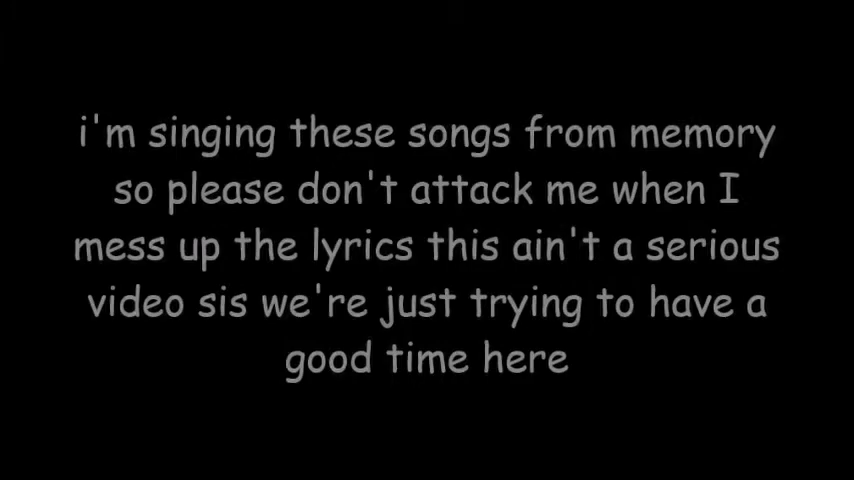 i'm singing these songs from memory
so please don't attack me when I
mess up the lyrics this ain't a serious
video sis we're just trying to have a
good time here